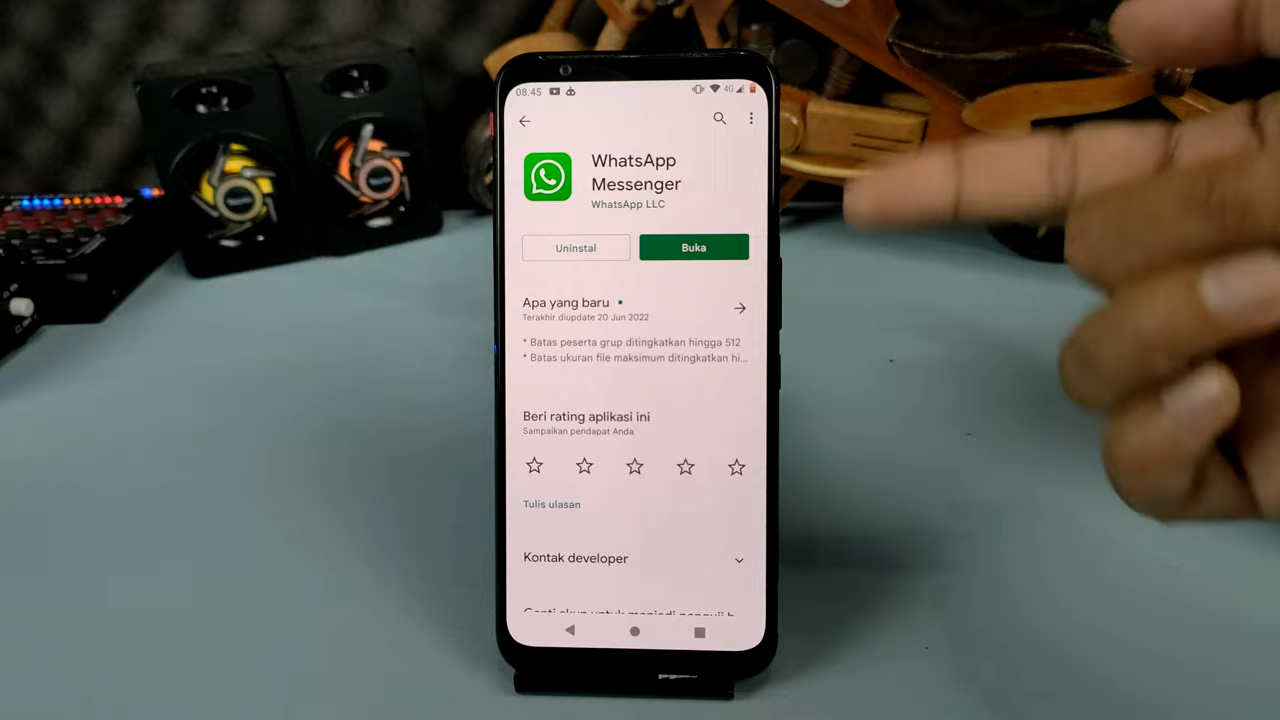 08.45
4G
WhatsApp
Messenger
WhatsApp LLC
Uninstal
Buka
Apa yang baru •
Terakhir diupdate 20 Jun 2022
* Batas peserta grup ditingkatkan hingga 512
* Batas ukuran file maksimum ditingkatkan hi...
Beri rating aplikasi ini
Sampaikan pendapat Anda
Tulis ulasan
Kontak developer